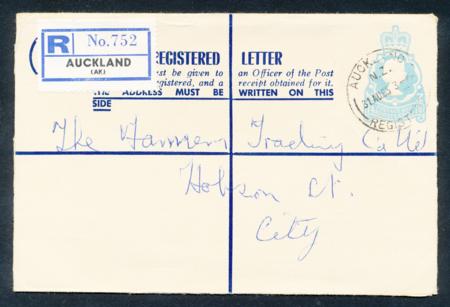 R No. 752
AUCKLAND
(AK)
REGISTERED LETTER
must be given to an Officer of the Post
registered, and a receipt obtained for it.
THE ADDRESS MUST BE WRITTEN ON THIS
SIDE
AUCKLAND
N.Z.
REGIST
The Farmers Trading Co Ltd
Hobson St.
City